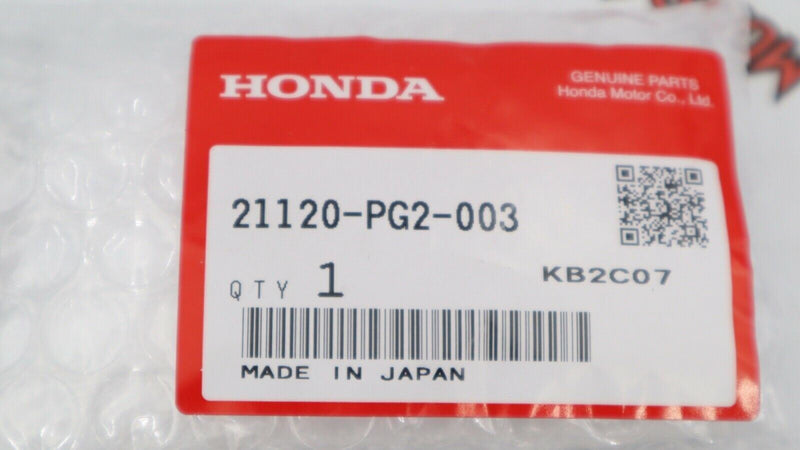 HONDA
GENUINE PARTS
Honda Motor Co., Ltd.
21120-PG2-003
QTY 1
KB2C07
MADE IN JAPAN